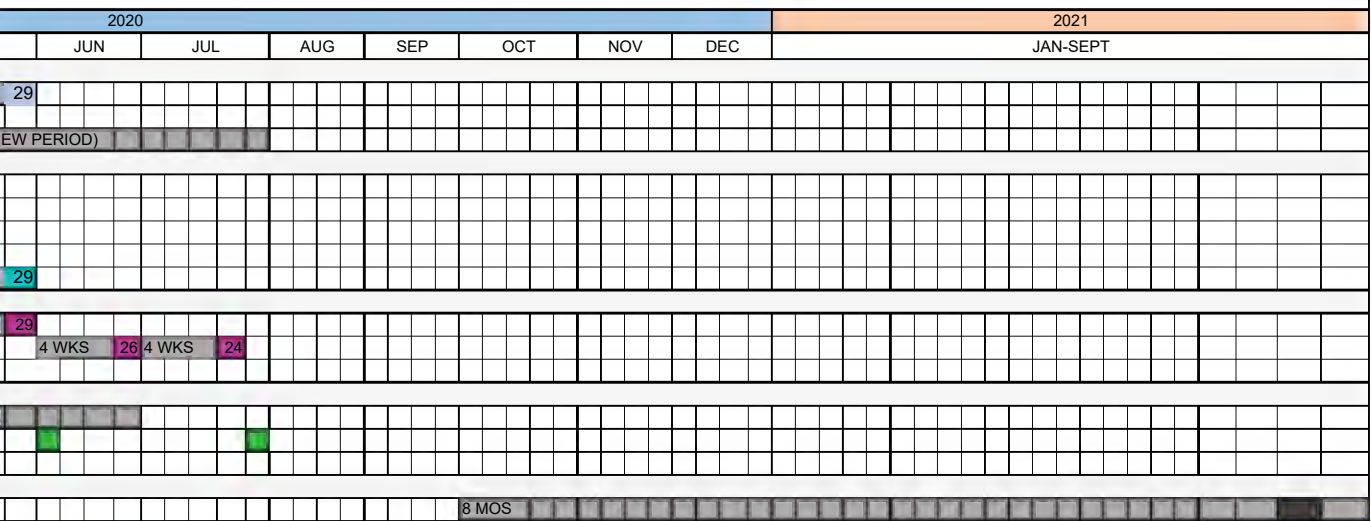 2020 2021
JUN JUL AUG SEP OCT NOV DEC JAN-SEPT
29
EW PERIOD)
29
29
4 WKS 26 4 WKS 24
8 MOS